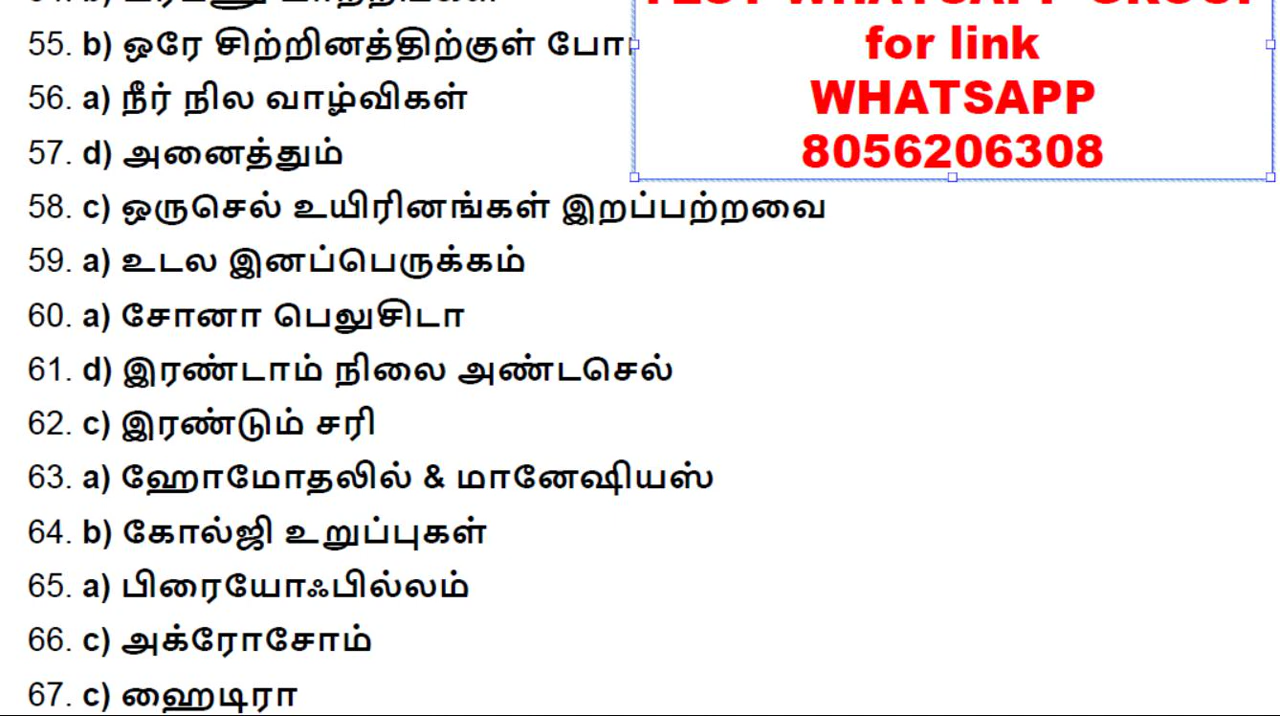 55. b) ஒரே சிற்றினத்திற்குள்
for link
56. a) நீர் நில வாழ்விகள்
WHATSAPP
57. d) அனைத்தும்
8056206308
58. c) ஒருசெல் உயிரினங்கள் இறப்பற்றவை
59. a) உடல இனப்பெருக்கம்
60. a) சோனா பெலுசிடா
61. d) இரண்டாம் நிலை அண்டசெல்
62. c) இரண்டும் சரி
63. a) ஹோமோதலில் & மானேஷியஸ்
64. b) கோல்ஜி உறுப்புகள்
65. a) பிரையோஃபில்லம்
66. c) அக்ரோசோம்
67. c) ஹைடிரா